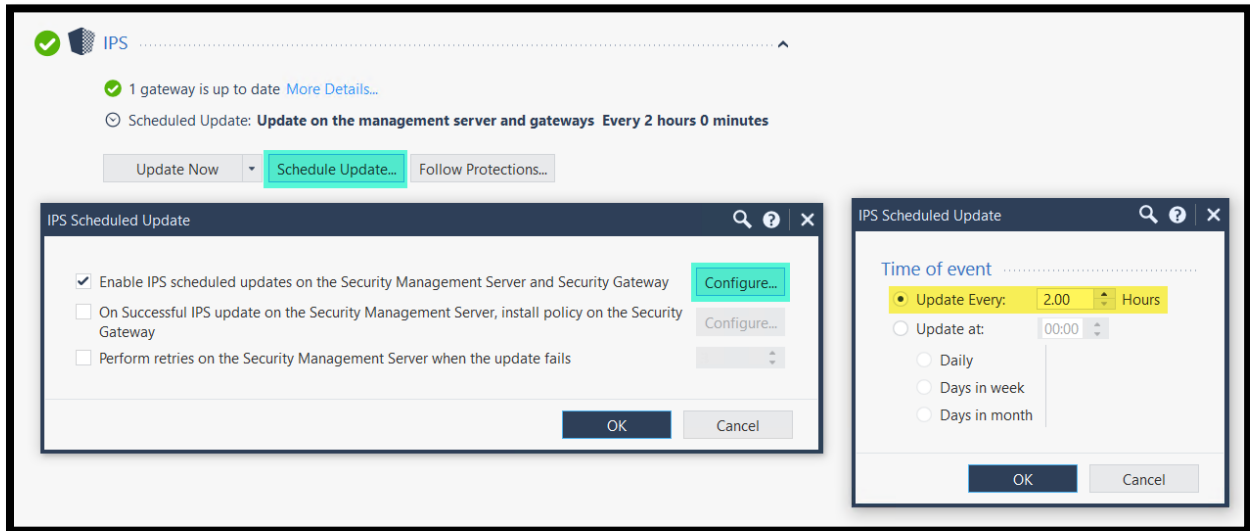 IPS
1 gateway is up to date More Details...
Scheduled Update: Update on the management server and gateways Every 2 hours 0 minutes
Update Now Schedule Update... Follow Protections...
IPS Scheduled Update
Enable IPS scheduled updates on the Security Management Server and Security Gateway Configure...
On Successful IPS update on the Security Management Server, install policy on the Security
Gateway
Configure...
Perform retries on the Security Management Server when the update fails
OK Cancel
IPS Scheduled Update
Time of event
Update Every: 2.00 Hours
Update at: 00:00
Daily
Days in week
Days in month
OK Cancel